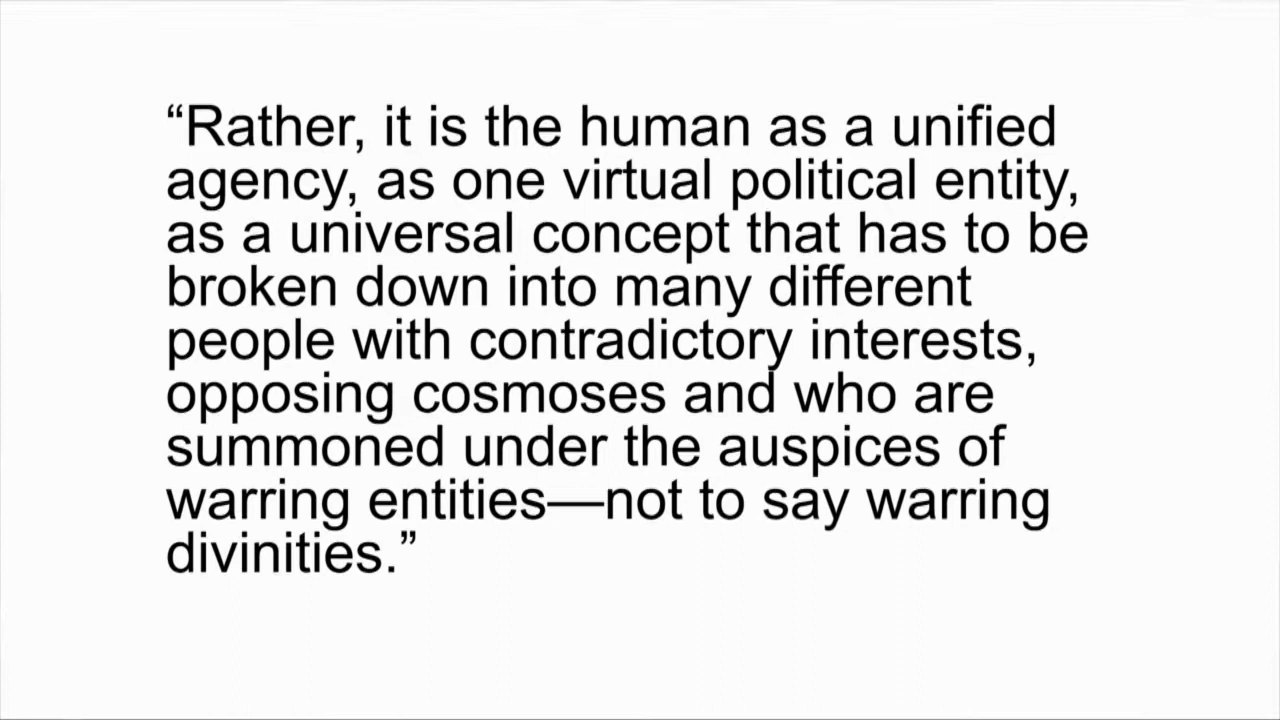 “Rather, it is the human as a unified
agency, as one virtual political entity,
as a universal concept that has to be
broken down into many different
people with contradictory interests,
opposing cosmoses and who are
summoned under the auspices of
warring entities—not to say warring
divinities.”